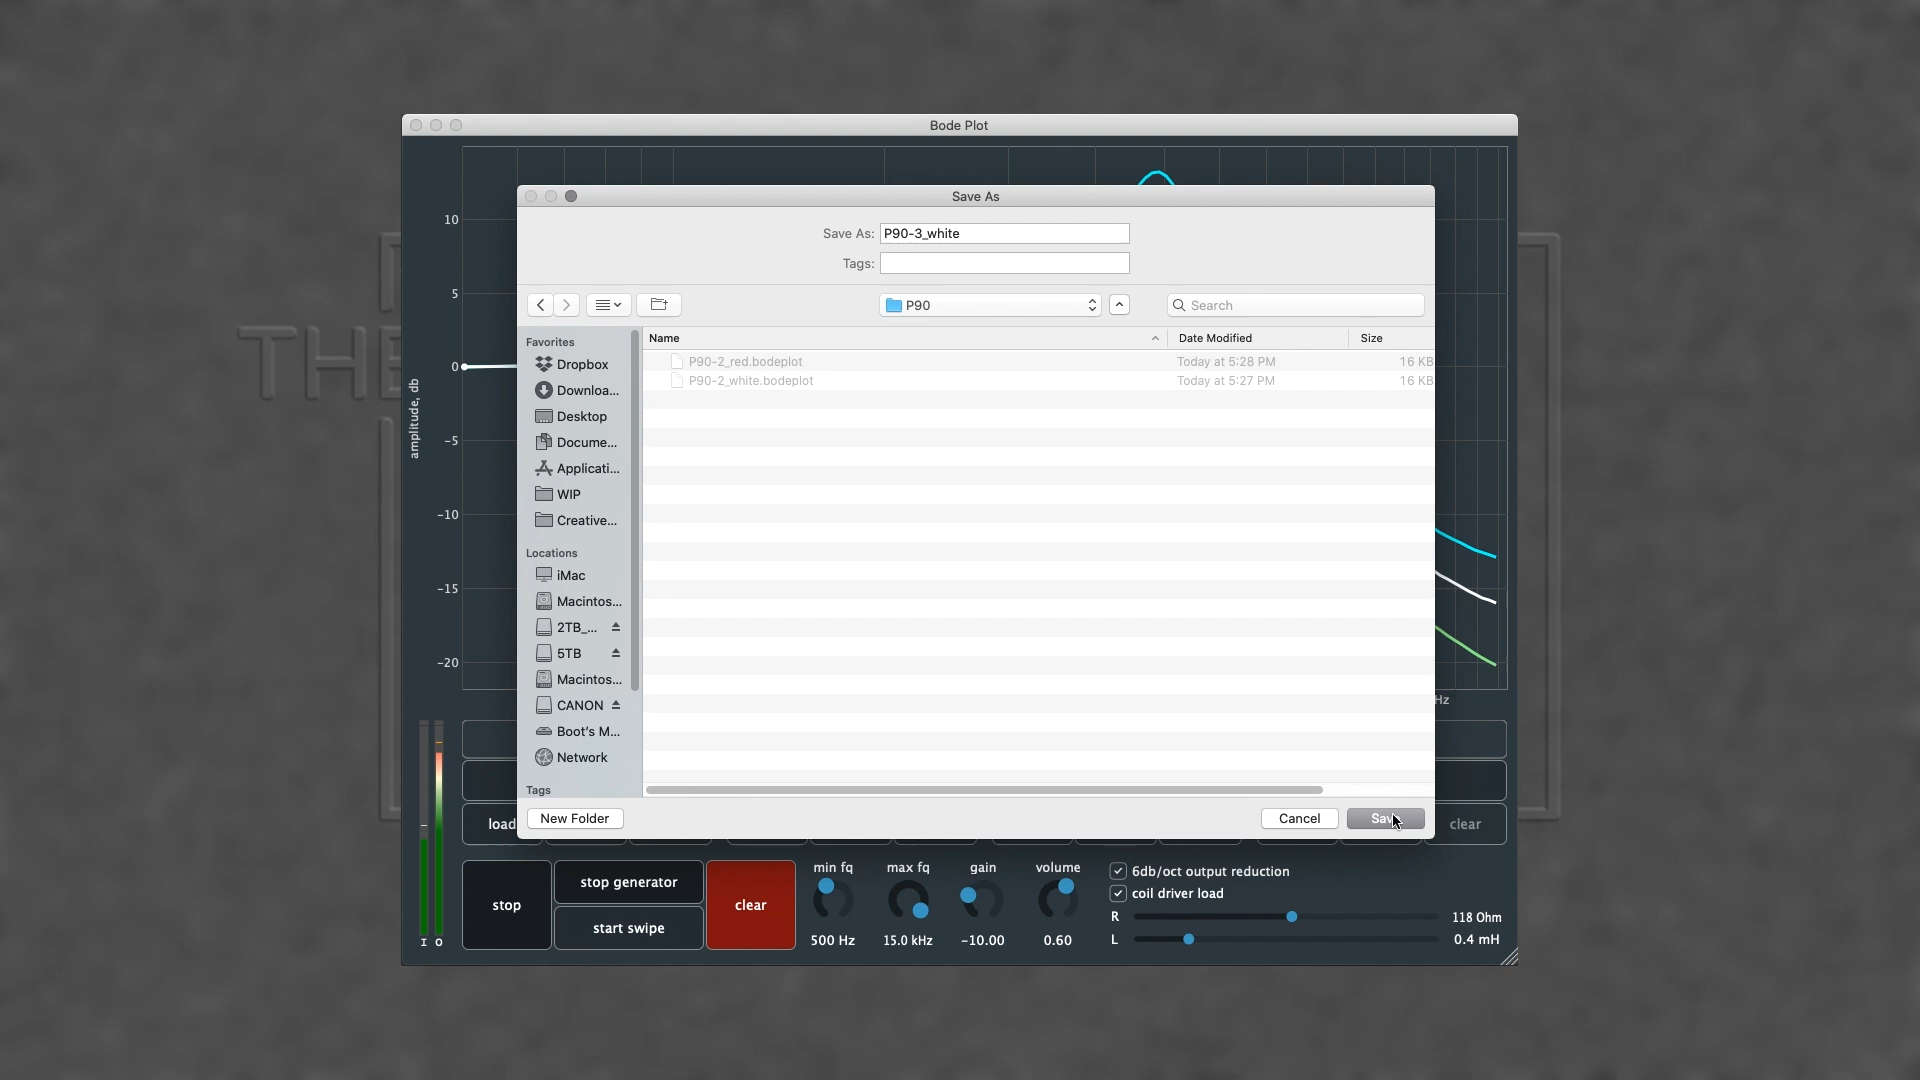 Bode Plot
Save As
Save As: P90-3_white
Tags:
P90
Search
Favorites
Dropbox
Downloa...
Desktop
Docume...
Applicati...
WIP
Creative...
Locations
iMac
Macintos...
2TB_...
5TB
Macintos...
CANON
Boot's M...
Network
Tags
Name Date Modified Size
P90-2_red.bodeplot Today at 5:28 PM 16 KB
P90-2_white.bodeplot Today at 5:27 PM 16 KB
New Folder
Cancel
THE
amplitude, db
10
5
0
-5
-10
-15
-20
Hz
load
clear
stop
stop generator
start swipe
clear
min fq max fq gain volume
500 Hz 15.0 kHz -10.00 0.60
6db/oct output reduction
coil driver load
R 118 Ohm
L 0.4 mH
I O